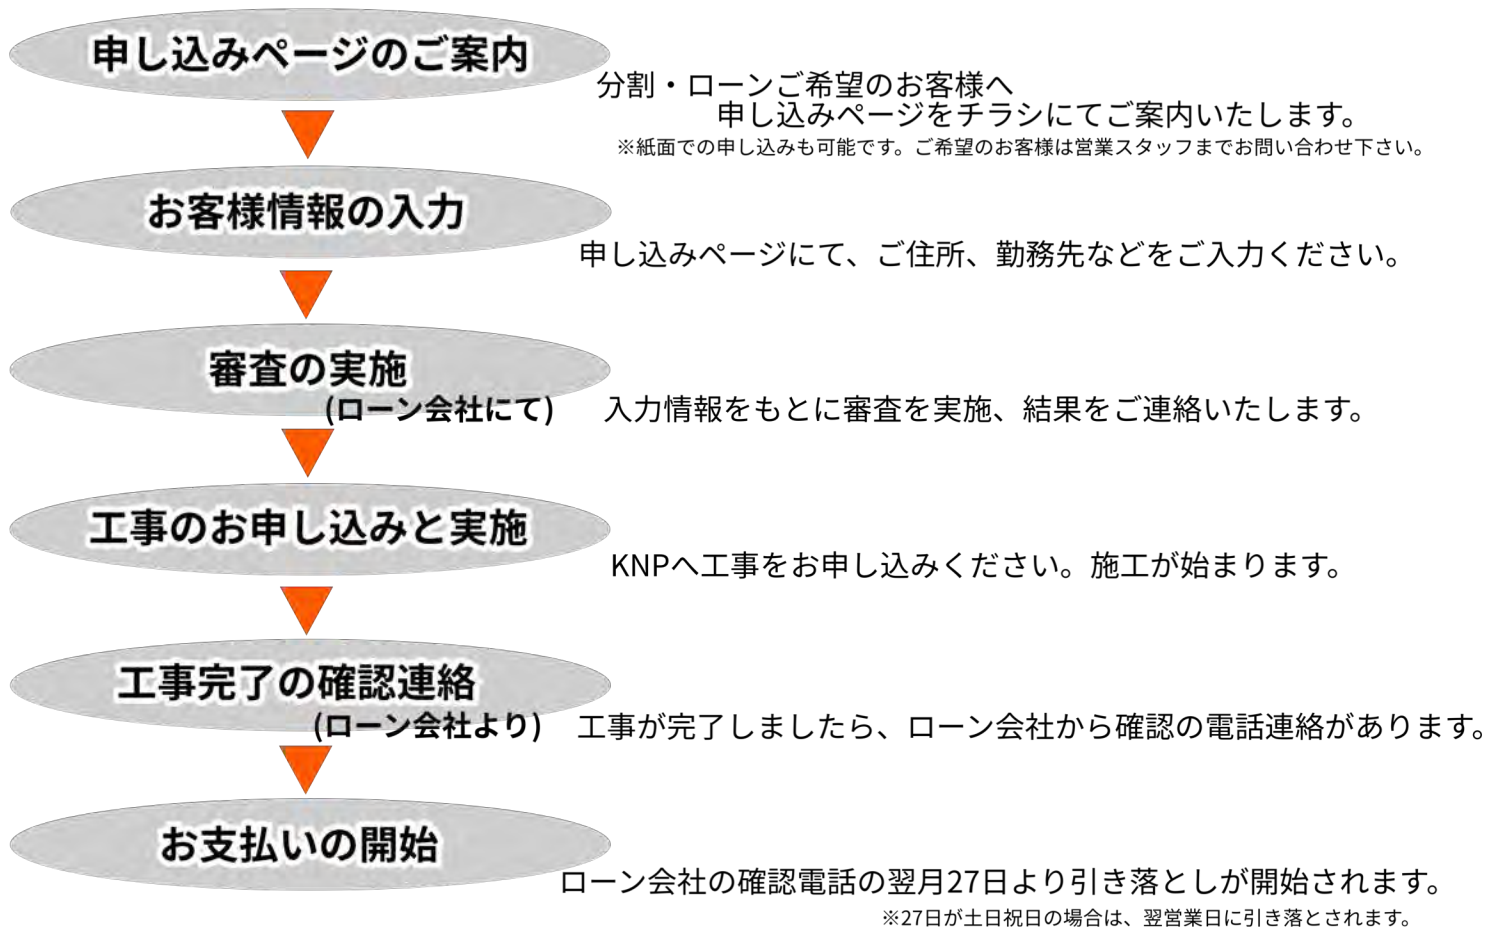 申し込みページのご案内
分割・ローンご希望のお客様へ
申し込みページをチラシにてご案内いたします。
※紙面での申し込みも可能です。ご希望のお客様は営業スタッフまでお問い合わせ下さい。
お客様情報の入力
申し込みページにて、ご住所、勤務先などをご入力ください。
審査の実施
(ローン会社にて)
入力情報をもとに審査を実施、結果をご連絡いたします。
工事のお申し込みと実施
KNPへ工事をお申し込みください。施工が始まります。
工事完了の確認連絡
(ローン会社より)
工事が完了しましたら、ローン会社から確認の電話連絡があります。
お支払いの開始
ローン会社の確認電話の翌月27日より引き落としが開始されます。
※27日が土日祝日の場合は、翌営業日に引き落とされます。